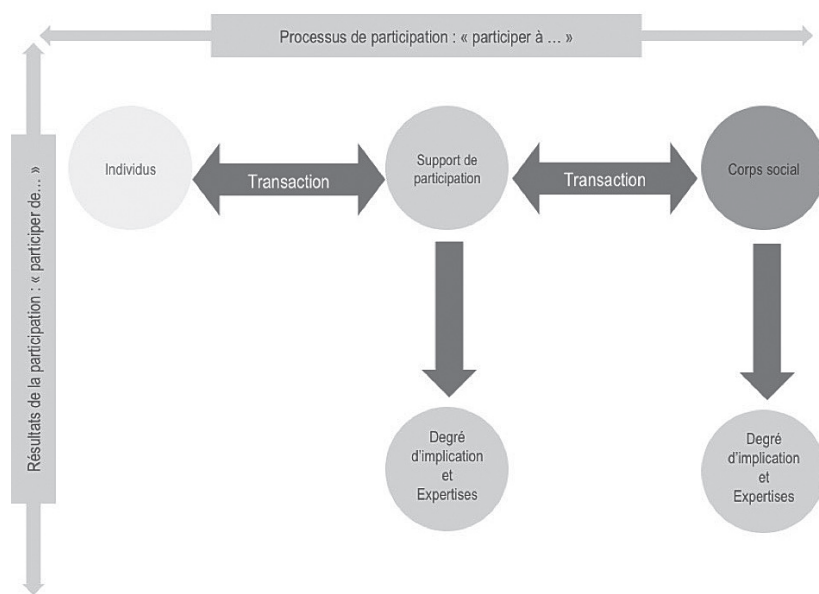 Processus de participation : « participer à ... »
Résultats de la participation : « participer de... »
Individus
Transaction
Support de
participation
Transaction
Corps social
Degré
d'implication
et
Expertises
Degré
d'implication
et
Expertises